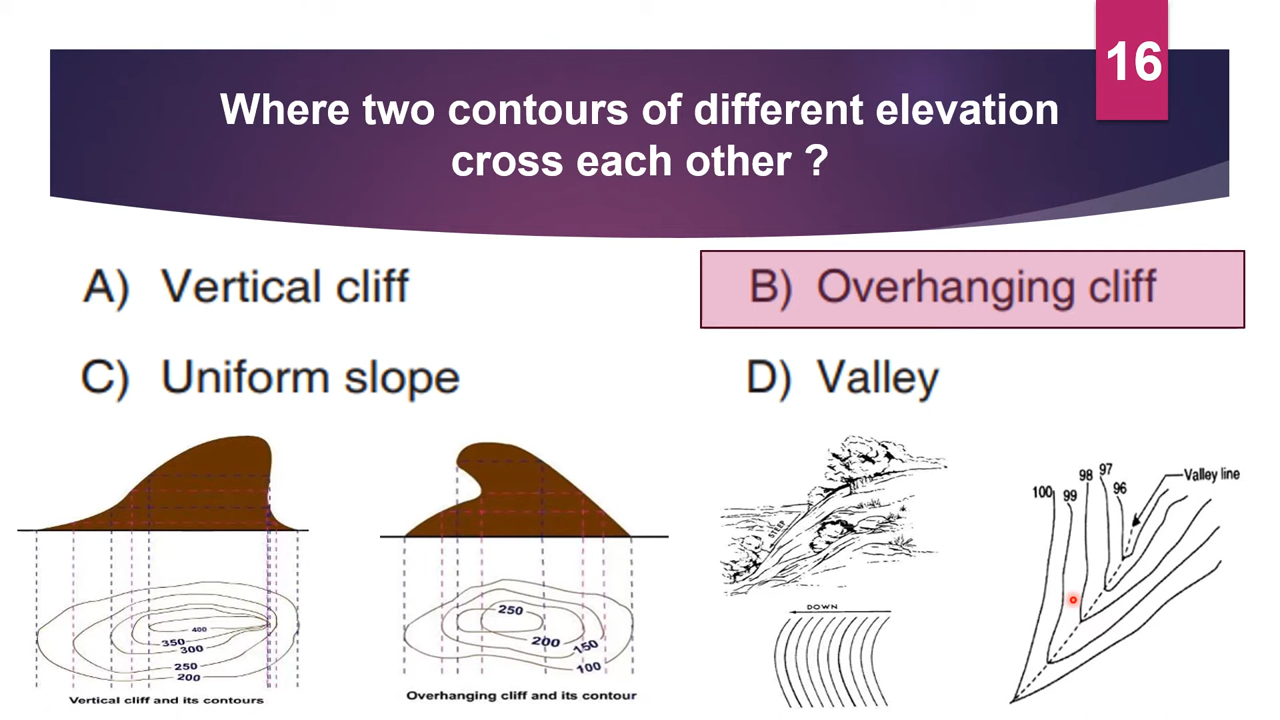 16
Where two contours of different elevation
cross each other ?
A) Vertical cliff
B) Overhanging cliff
C) Uniform slope
D) Valley
400
350
300
250
200
Vertical cliff and its contours
250
200
150
100
Overhanging cliff and its contour
STEEP
DOWN
100
99
98
97
96
Valley line